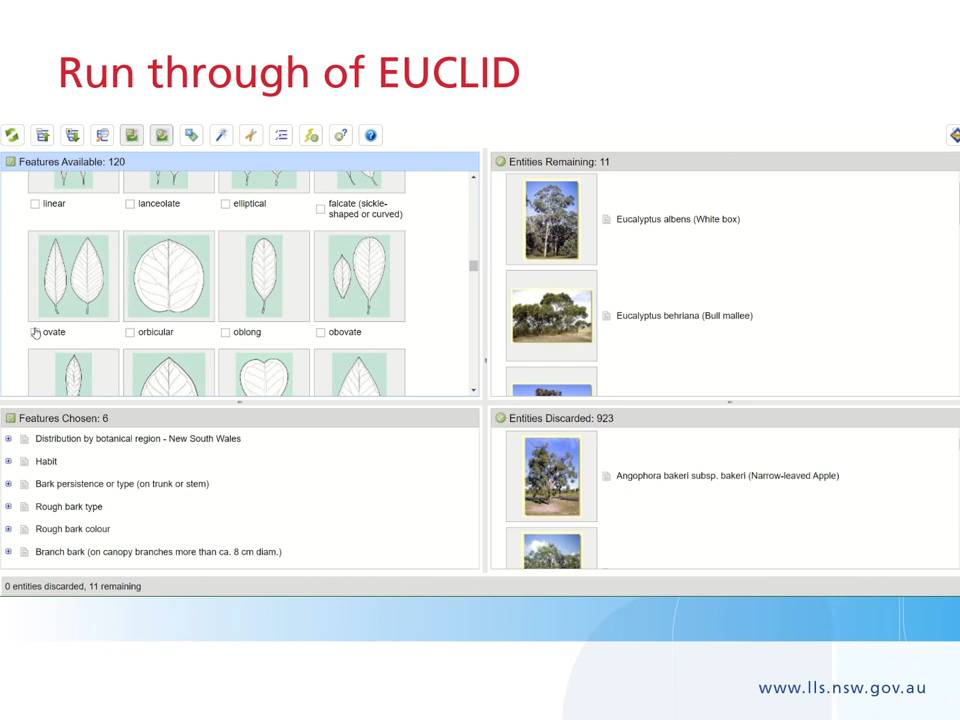 Run through of EUCLID
Features Available: 120
linear
lanceolate
elliptical
falcate (sickle-
shaped or curved)
ovate
orbicular
oblong
obovate
Entities Remaining: 11
Eucalyptus albens (White box)
Eucalyptus behriana (Bull mallee)
Features Chosen: 6
Distribution by botanical region - New South Wales
Habit
Bark persistence or type (on trunk or stem)
Rough bark type
Rough bark colour
Branch bark (on canopy branches more than ca. 8 cm diam.)
Entities Discarded: 923
Angophora bakeri subsp. bakeri (Narrow-leaved Apple)
0 entities discarded, 11 remaining
www.lls.nsw.gov.au